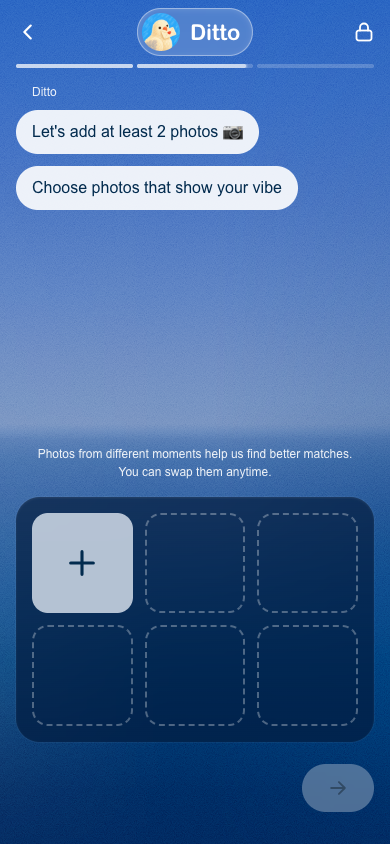 Ditto
Ditto
Let's add at least 2 photos 📷
Choose photos that show your vibe
Photos from different moments help us find better matches.
You can swap them anytime.